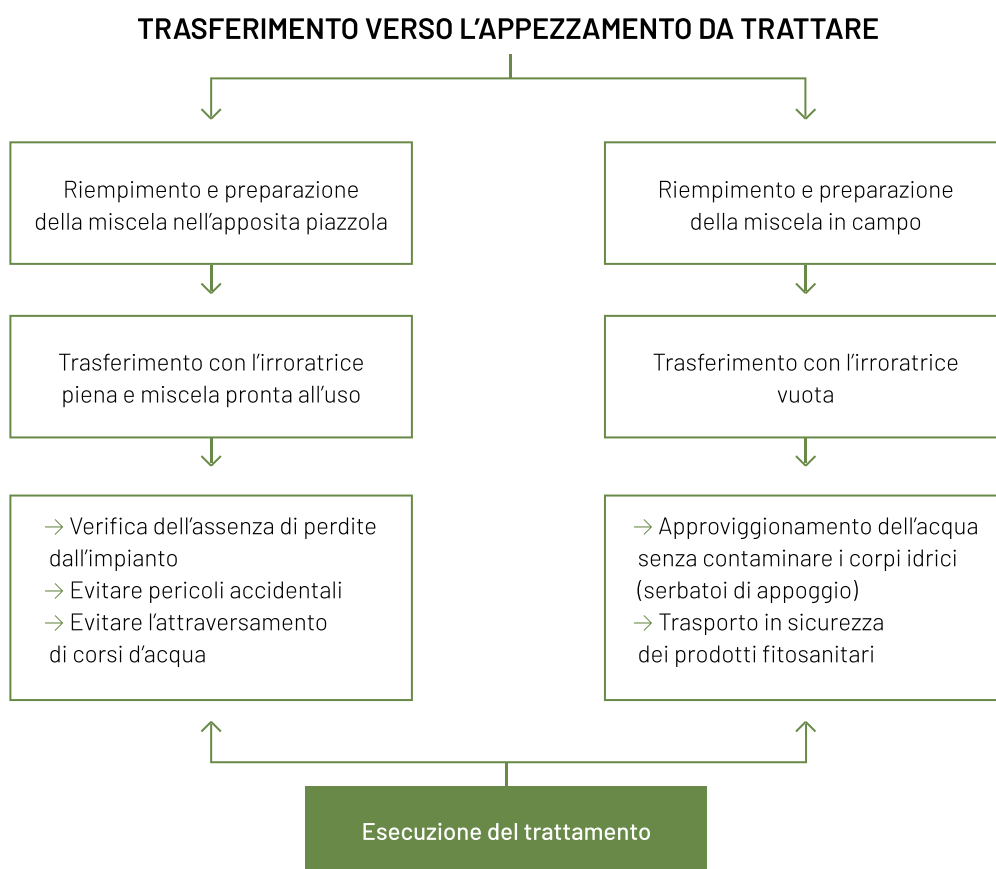 TRASFERIMENTO VERSO L'APPEZZAMENTO DA TRATTARE
Riempimento e preparazione
della miscela nell'apposita piazzola
Trasferimento con l'irroratrice
piena e miscela pronta all'uso
→ Verifica dell'assenza di perdite
dall'impianto
→ Evitare pericoli accidentali
→ Evitare l'attraversamento
di corsi d'acqua
Riempimento e preparazione
della miscela in campo
Trasferimento con l'irroratrice
vuota
→ Approviggionamento dell'acqua
senza contaminare i corpi idrici
(serbatoi di appoggio)
→ Trasporto in sicurezza
dei prodotti fitosanitari
Esecuzione del trattamento